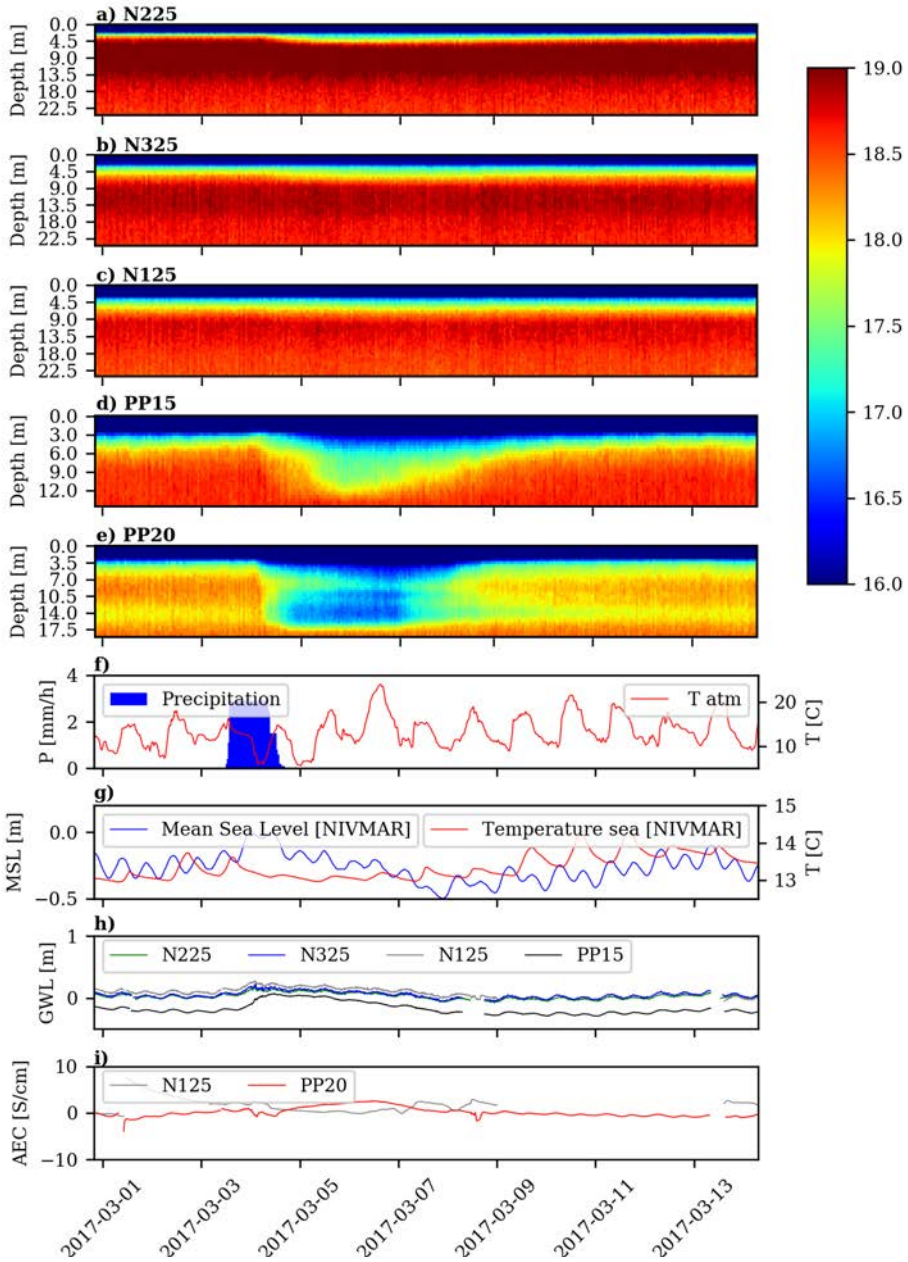 a) N225
0.0
4.5
9.0
13.5
18.0
22.5
Depth [m]
b) N325
0.0
4.5
9.0
13.5
18.0
22.5
Depth [m]
c) N125
0.0
4.5
9.0
13.5
18.0
22.5
Depth [m]
d) PP15
0.0
3.0
6.0
9.0
12.0
Depth [m]
e) PP20
0.0
3.5
7.0
10.5
14.0
17.5
Depth [m]
19.0
18.5
18.0
17.5
17.0
16.5
16.0
f)
4
2
0
P [mm/h]
Precipitation
T atm
20
10
T [C]
g)
0.0
−0.5
MSL [m]
Mean Sea Level [NIVMAR]
Temperature sea [NIVMAR]
15
14
13
T [C]
h)
1
0
GWL [m]
N225 N325 N125 PP15
i)
10
0
−10
AEC [S/cm]
N125 PP20
2017-03-01
2017-03-03
2017-03-05
2017-03-07
2017-03-09
2017-03-11
2017-03-13